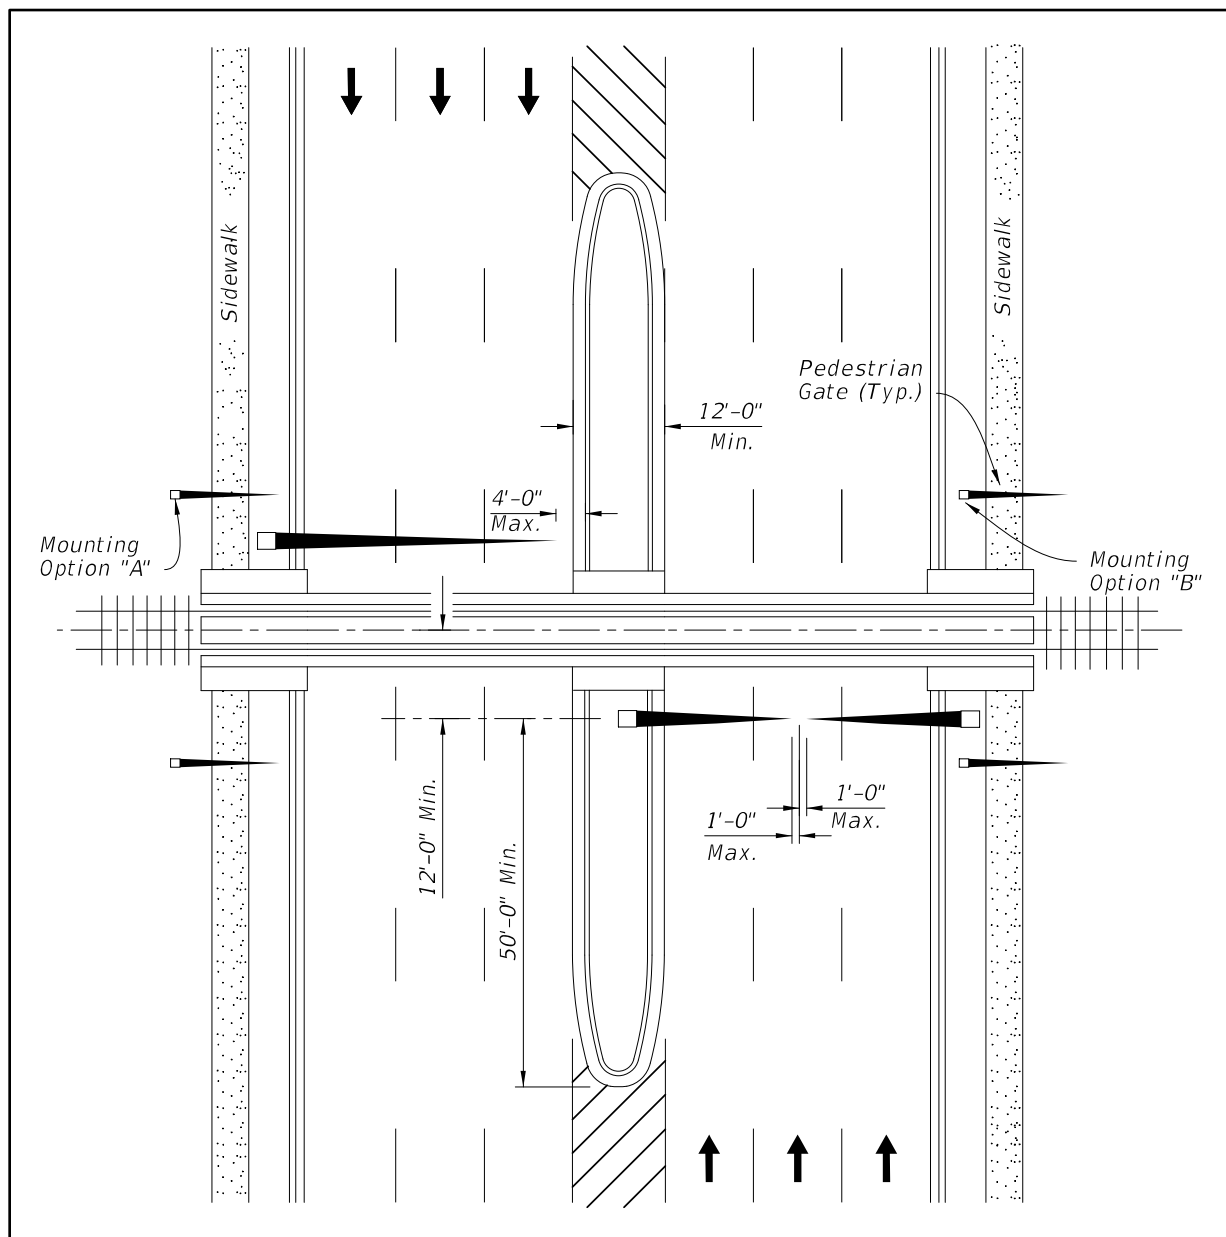 Sidewalk
Sidewalk
Pedestrian
Gate (Typ.)
12'-0"
Min.
4'-0"
Max.
Mounting
Option "A"
Mounting
Option "B"
12'-0" Min.
50'-0" Min.
1'-0"
Max.
1'-0"
Max.